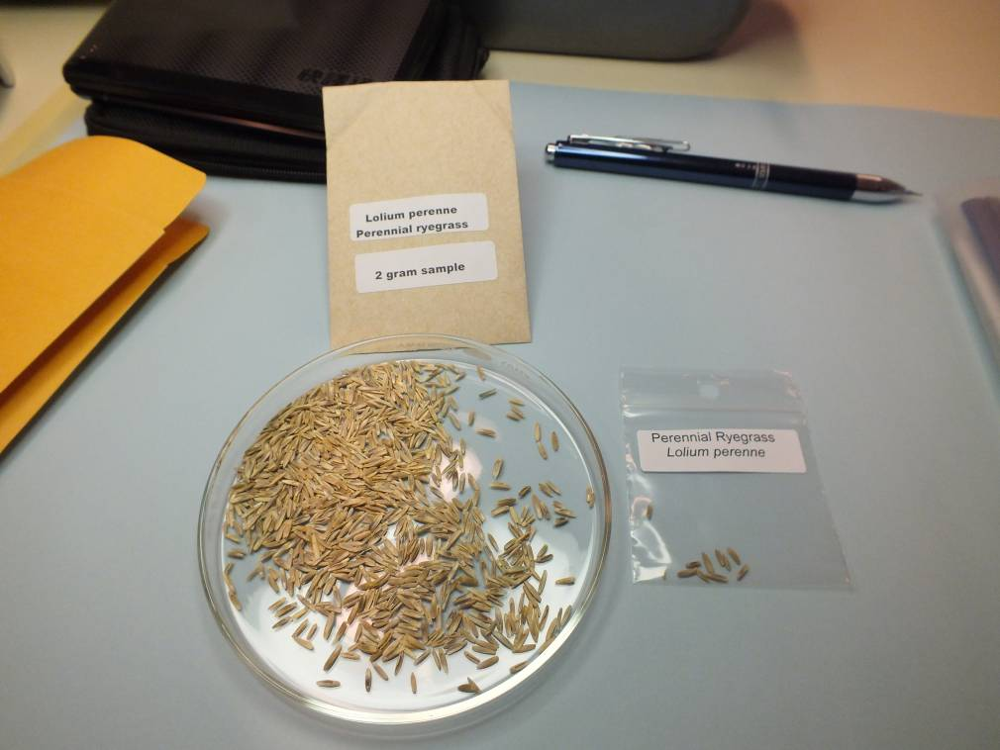 Lolium perenne
Perennial ryegrass
2 gram sample
Perennial Ryegrass
Lolium perenne